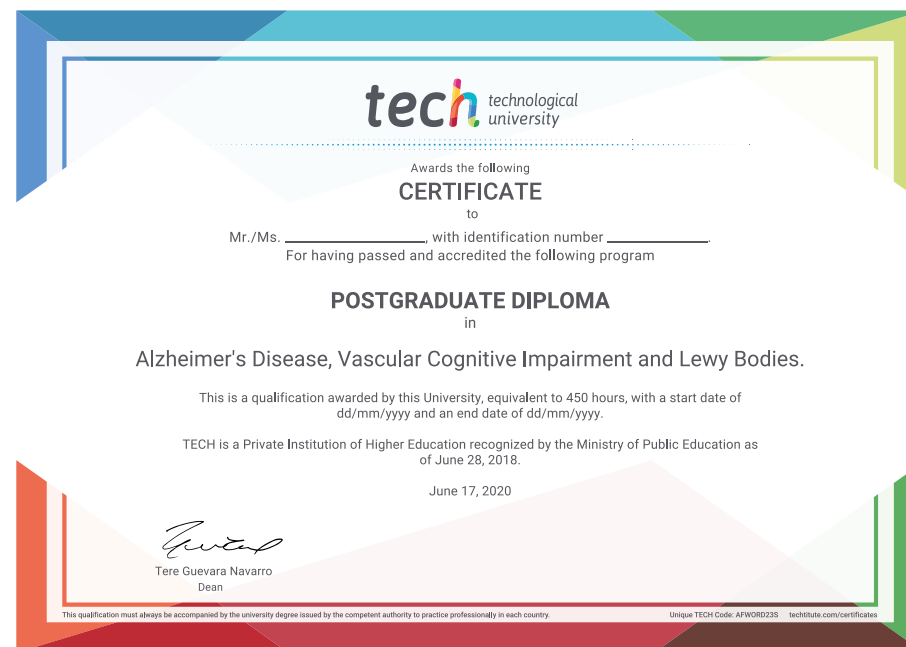 tech technological
university
Awards the following
CERTIFICATE
to
Mr./Ms. ____________________, with identification number ______________.
For having passed and accredited the following program
POSTGRADUATE DIPLOMA
in
Alzheimer's Disease, Vascular Cognitive Impairment and Lewy Bodies.
This is a qualification awarded by this University, equivalent to 450 hours, with a start date of
dd/mm/yyyy and an end date of dd/mm/yyyy.
TECH is a Private Institution of Higher Education recognized by the Ministry of Public Education as
of June 28, 2018.
June 17, 2020
Tere Guevara Navarro
Dean
This qualification must always be accompanied by the university degree issued by the competent authority to practice professionally in each country. Unique TECH Code: AFWORD23S techtitute.com/certificates